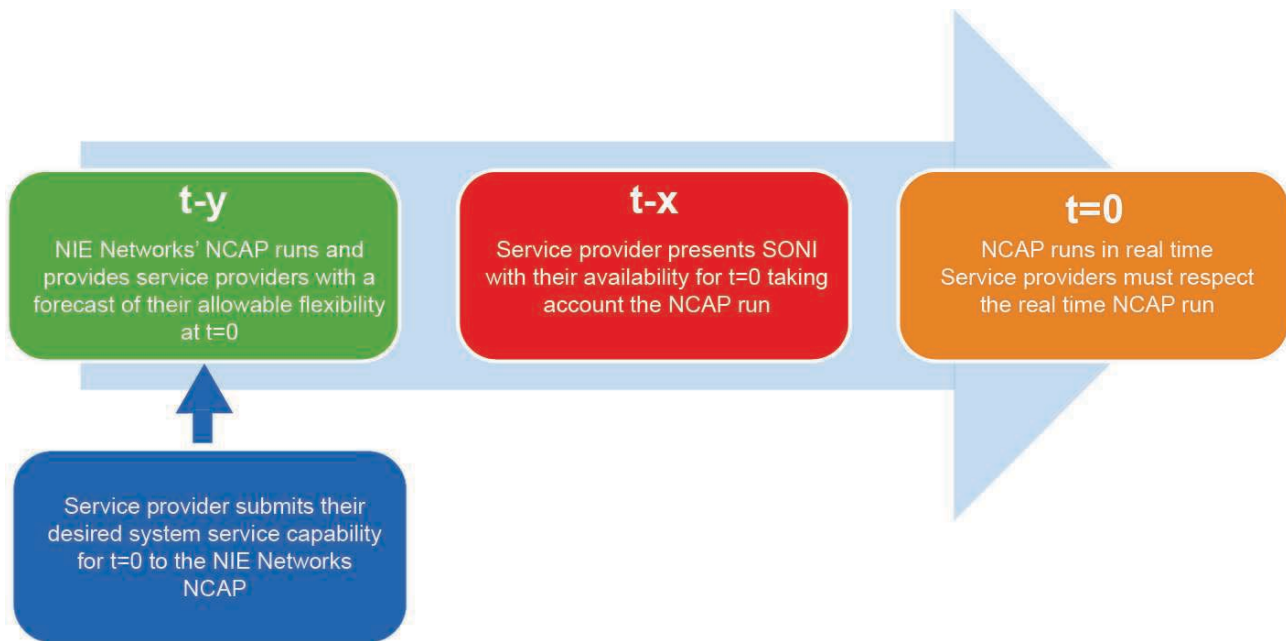 t-y
NIE Networks' NCAP runs and
provides service providers with a
forecast of their allowable flexibility
at t=0
t-x
Service provider presents SONI
with their availability for t=0 taking
account the NCAP run
t=0
NCAP runs in real time
Service providers must respect
the real time NCAP run
Service provider submits their
desired system service capability
for t=0 to the NIE Networks
NCAP